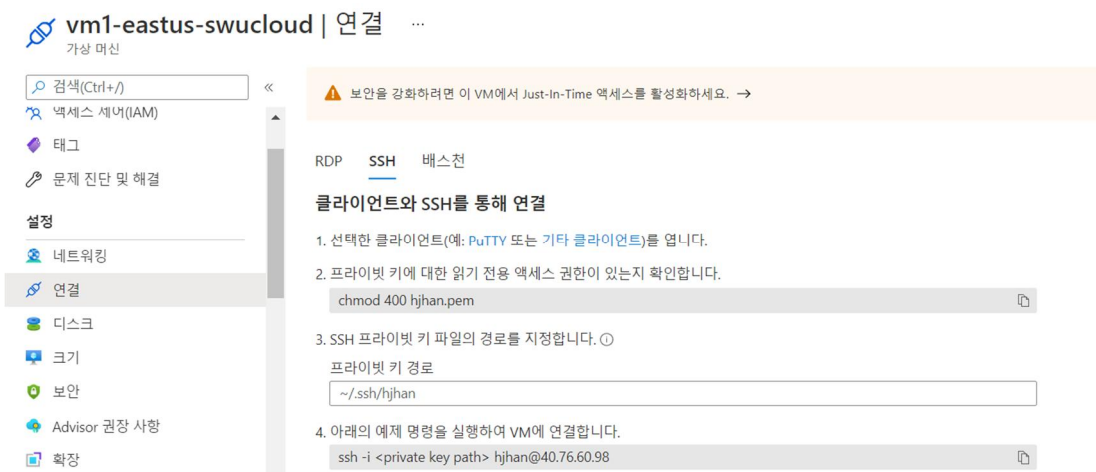 vm1-eastus-swucloud | 연결 ...
가상 머신
검색(Ctrl+/) «
액세스 제어(IAM)
태그
문제 진단 및 해결
설정
네트워킹
연결
디스크
크기
보안
Advisor 권장 사항
확장
보안을 강화하려면 이 VM에서 Just-In-Time 액세스를 활성화하세요. →
RDP SSH 배스천
클라이언트와 SSH를 통해 연결
1. 선택한 클라이언트(예: PuTTY 또는 기타 클라이언트)를 엽니다.
2. 프라이빗 키에 대한 읽기 전용 액세스 권한이 있는지 확인합니다.
chmod 400 hjhan.pem
3. SSH 프라이빗 키 파일의 경로를 지정합니다.
프라이빗 키 경로
~/.ssh/hjhan
4. 아래의 예제 명령을 실행하여 VM에 연결합니다.
ssh -i <private key path> hjhan@40.76.60.98